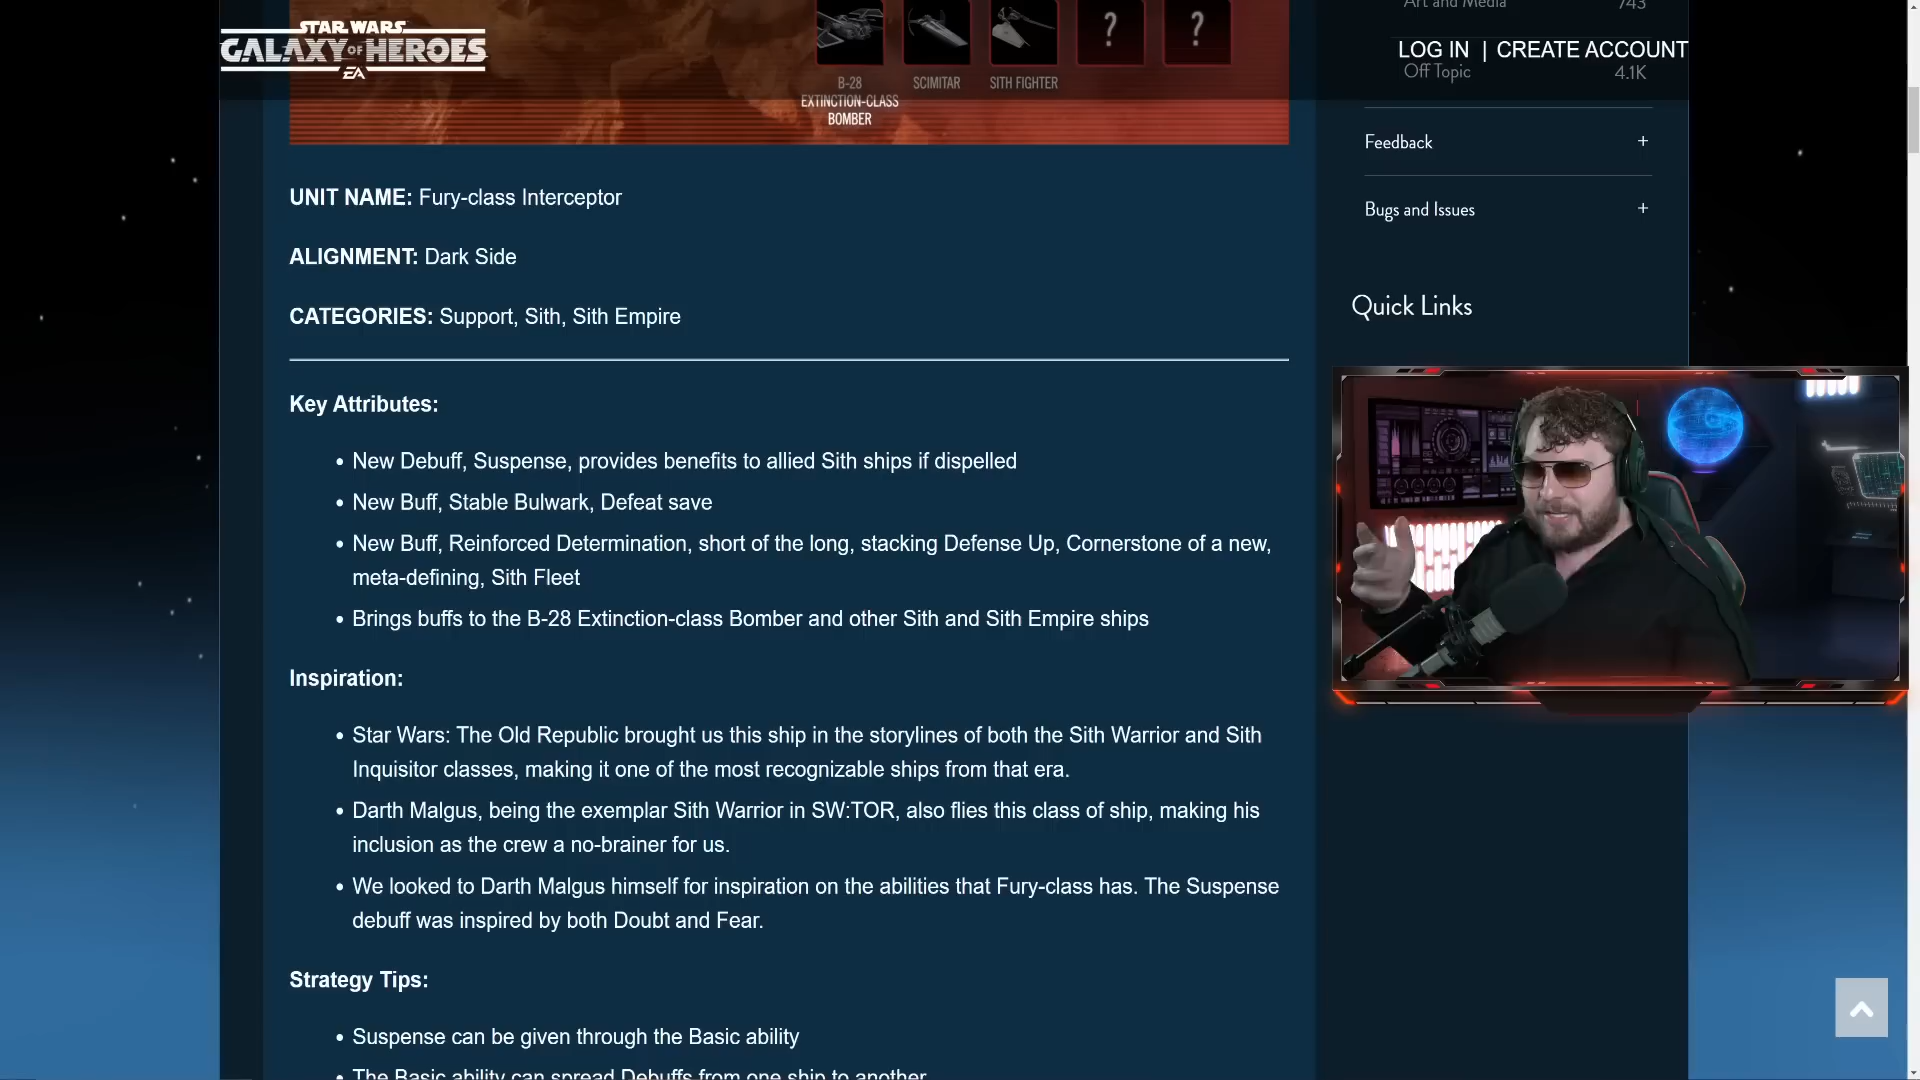 STAR WARS
GALAXY OF HEROES
EA
? ?
B-28
EXTINCTION-CLASS
BOMBER
SCIMITAR
SITH FIGHTER
Art and Media 743
LOG IN | CREATE ACCOUNT
Off Topic 4.1K
Feedback +
Bugs and Issues +
Quick Links
UNIT NAME: Fury-class Interceptor
ALIGNMENT: Dark Side
CATEGORIES: Support, Sith, Sith Empire
Key Attributes:
• New Debuff, Suspense, provides benefits to allied Sith ships if dispelled
• New Buff, Stable Bulwark, Defeat save
• New Buff, Reinforced Determination, short of the long, stacking Defense Up, Cornerstone of a new,
meta-defining, Sith Fleet
• Brings buffs to the B-28 Extinction-class Bomber and other Sith and Sith Empire ships
Inspiration:
• Star Wars: The Old Republic brought us this ship in the storylines of both the Sith Warrior and Sith
Inquisitor classes, making it one of the most recognizable ships from that era.
• Darth Malgus, being the exemplar Sith Warrior in SW:TOR, also flies this class of ship, making his
inclusion as the crew a no-brainer for us.
• We looked to Darth Malgus himself for inspiration on the abilities that Fury-class has. The Suspense
debuff was inspired by both Doubt and Fear.
Strategy Tips:
• Suspense can be given through the Basic ability
• The Basic ability can spread Debuffs from one ship to another